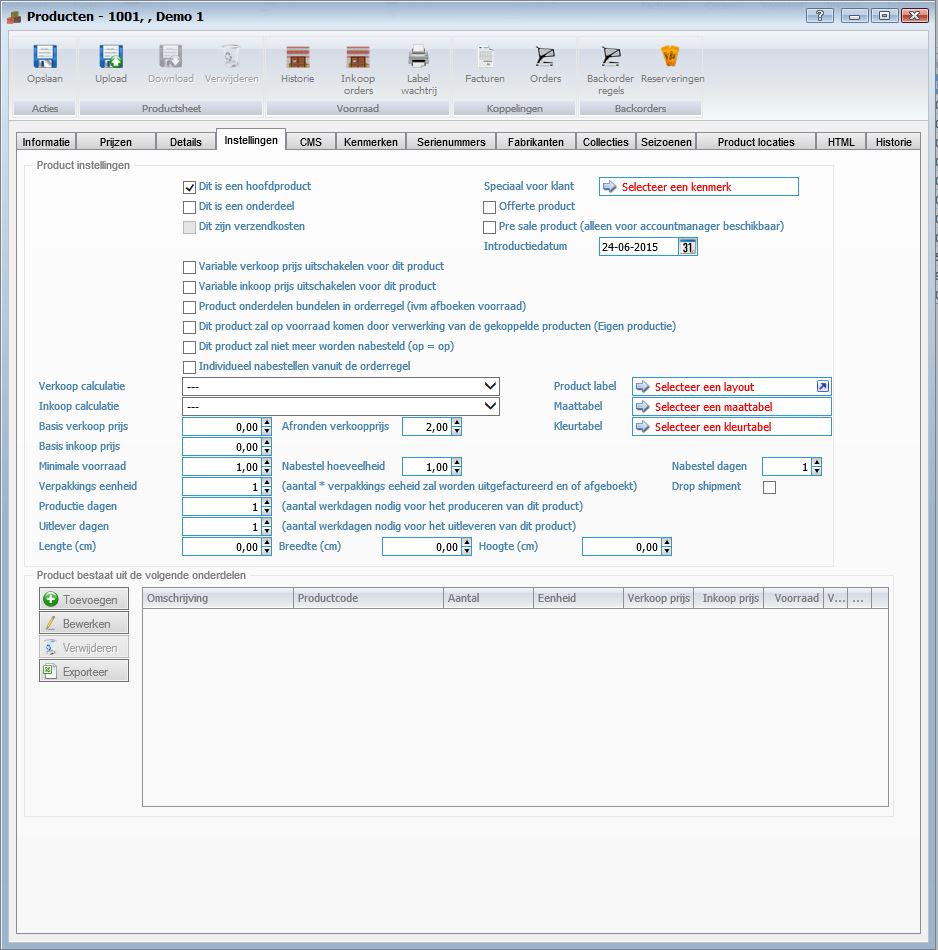 Producten - 1001, , Demo 1
?
Opslaan Upload Download Verwijderen Historie Inkoop orders Label wachtrij Facturen Orders Backorder regels Reserveringen
Acties Productsheet Voorraad Koppelingen Backorders
Informatie Prijzen Details Instellingen CMS Kenmerken Serienummers Fabrikanten Collecties Seizoenen Product locaties HTML Historie
Product instellingen
Dit is een hoofdproduct Speciaal voor klant Selecteer een kenmerk
Dit is een onderdeel Offerte product
Dit zijn verzendkosten Pre sale product (alleen voor accountmanager beschikbaar)
Introductiedatum 24-06-2015 31
Variable verkoop prijs uitschakelen voor dit product
Variable inkoop prijs uitschakelen voor dit product
Product onderdelen bundelen in orderregel (ivm afboeken voorraad)
Dit product zal op voorraad komen door verwerking van de gekoppelde producten (Eigen productie)
Dit product zal niet meer worden nabesteld (op = op)
Individueel nabestellen vanuit de orderregel
Verkoop calculatie --- Product label Selecteer een layout
Inkoop calculatie --- Maattabel Selecteer een maattabel
Basis verkoop prijs 0,00 Afronden verkoopprijs 2,00 Kleurtabel Selecteer een kleurtabel
Basis inkoop prijs 0,00
Minimale voorraad 1,00 Nabestel hoeveelheid 1,00 Nabestel dagen 1
Verpakkings eenheid 1 (aantal * verpakkings eeheid zal worden uitgefactureerd en of afgeboekt) Drop shipment
Productie dagen 1 (aantal werkdagen nodig voor het produceren van dit product)
Uitlever dagen 1 (aantal werkdagen nodig voor het uitleveren van dit product)
Lengte (cm) 0,00 Breedte (cm) 0,00 Hoogte (cm) 0,00
Product bestaat uit de volgende onderdelen
Toevoegen Omschrijving Productcode Aantal Eenheid Verkoop prijs Inkoop prijs Voorraad V... ...
Bewerken
Verwijderen
Exporteer